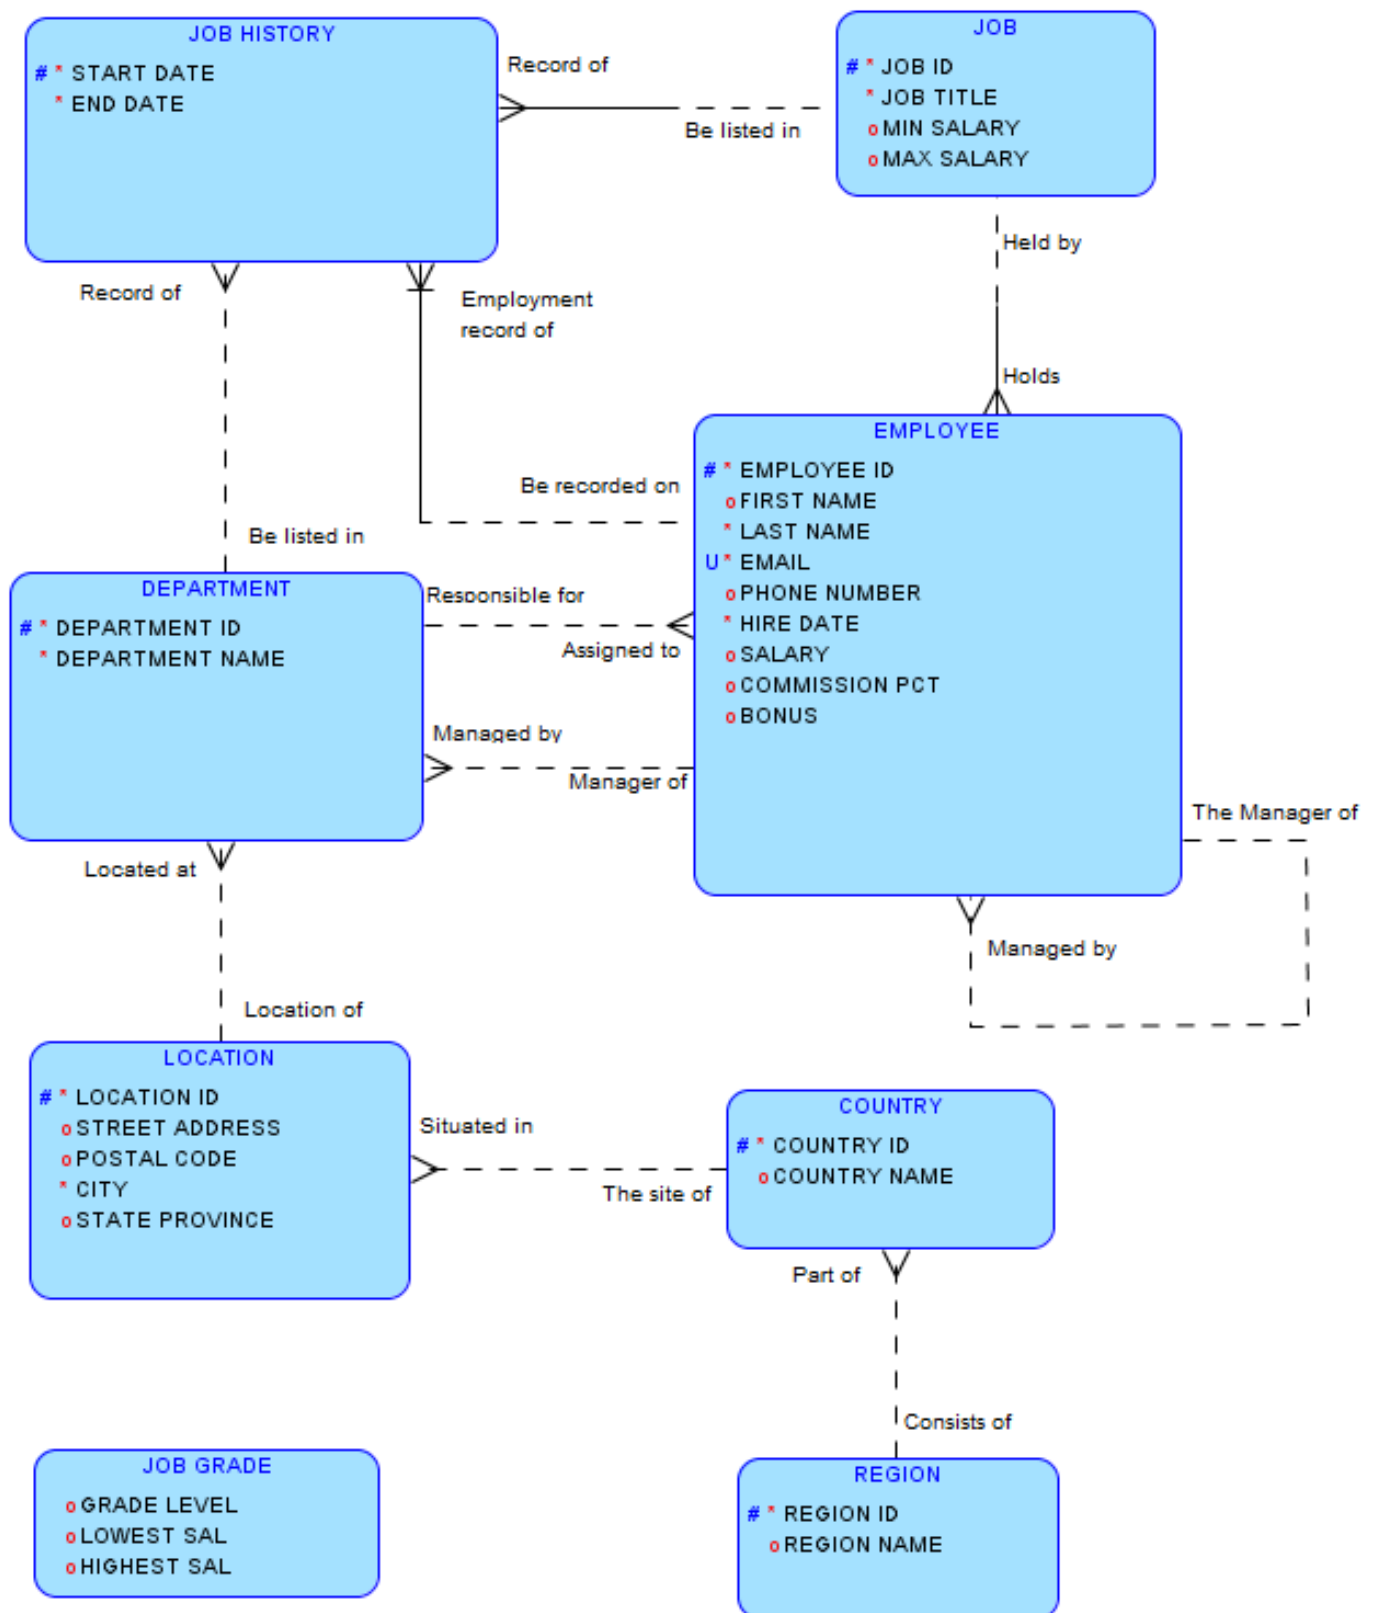 JOB HISTORY
# * START DATE
* END DATE
Record of
Be listed in
JOB
# * JOB ID
* JOB TITLE
o MIN SALARY
o MAX SALARY
Record of
Employment
record of
Held by
Holds
Be listed in
Be recorded on
EMPLOYEE
# * EMPLOYEE ID
o FIRST NAME
* LAST NAME
U * EMAIL
o PHONE NUMBER
* HIRE DATE
o SALARY
o COMMISSION PCT
o BONUS
DEPARTMENT
# * DEPARTMENT ID
* DEPARTMENT NAME
Responsible for
Assigned to
Managed by
Manager of
The Manager of
Managed by
Located at
Location of
LOCATION
# * LOCATION ID
o STREET ADDRESS
o POSTAL CODE
* CITY
o STATE PROVINCE
Situated in
The site of
COUNTRY
# * COUNTRY ID
o COUNTRY NAME
Part of
Consists of
JOB GRADE
o GRADE LEVEL
o LOWEST SAL
o HIGHEST SAL
REGION
# * REGION ID
o REGION NAME